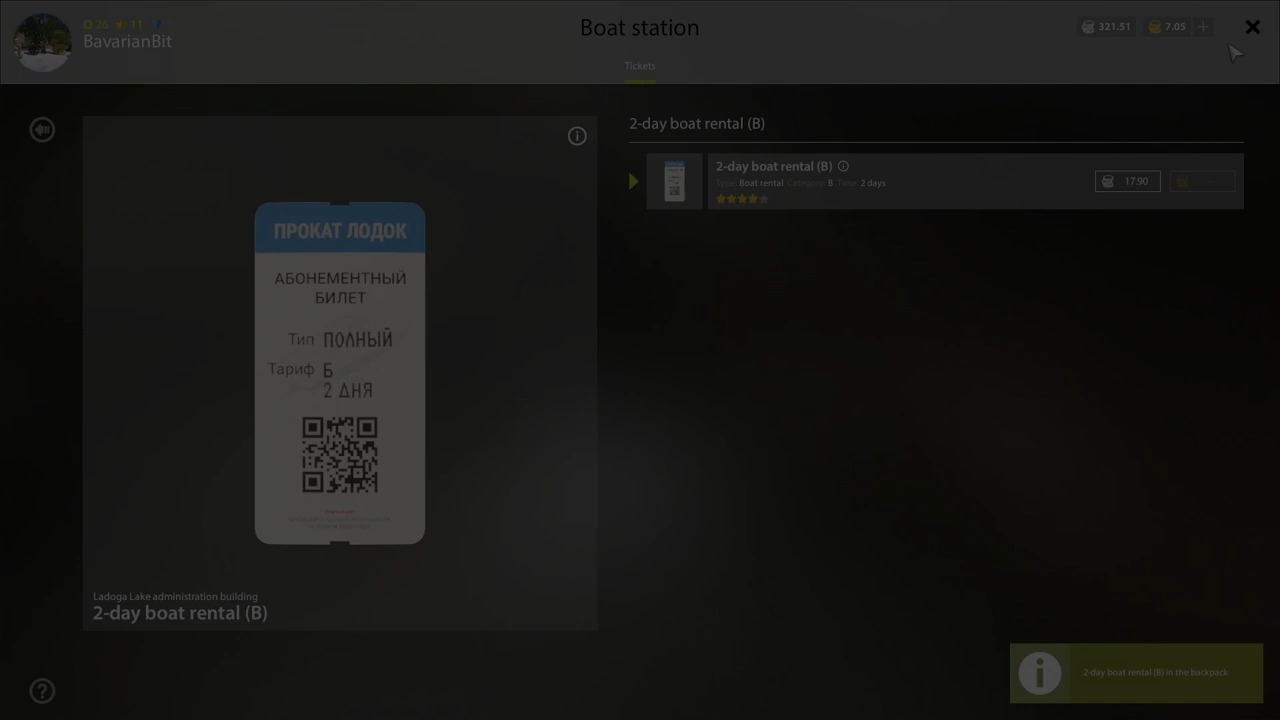 26 11
BavarianBit
Boat station
321.51
7.05
Tickets
2-day boat rental (B)
2-day boat rental (B)
Type: Boat rental Category: B Time: 2 days
17.90
ПРОКАТ ЛОДОК
АБОНЕМЕНТНЫЙ
БИЛЕТ
Тип ПОЛНЫЙ
Тариф Б
2 ДНЯ
Ladoga Lake administration building
2-day boat rental (B)
2-day boat rental (B) in the backpack